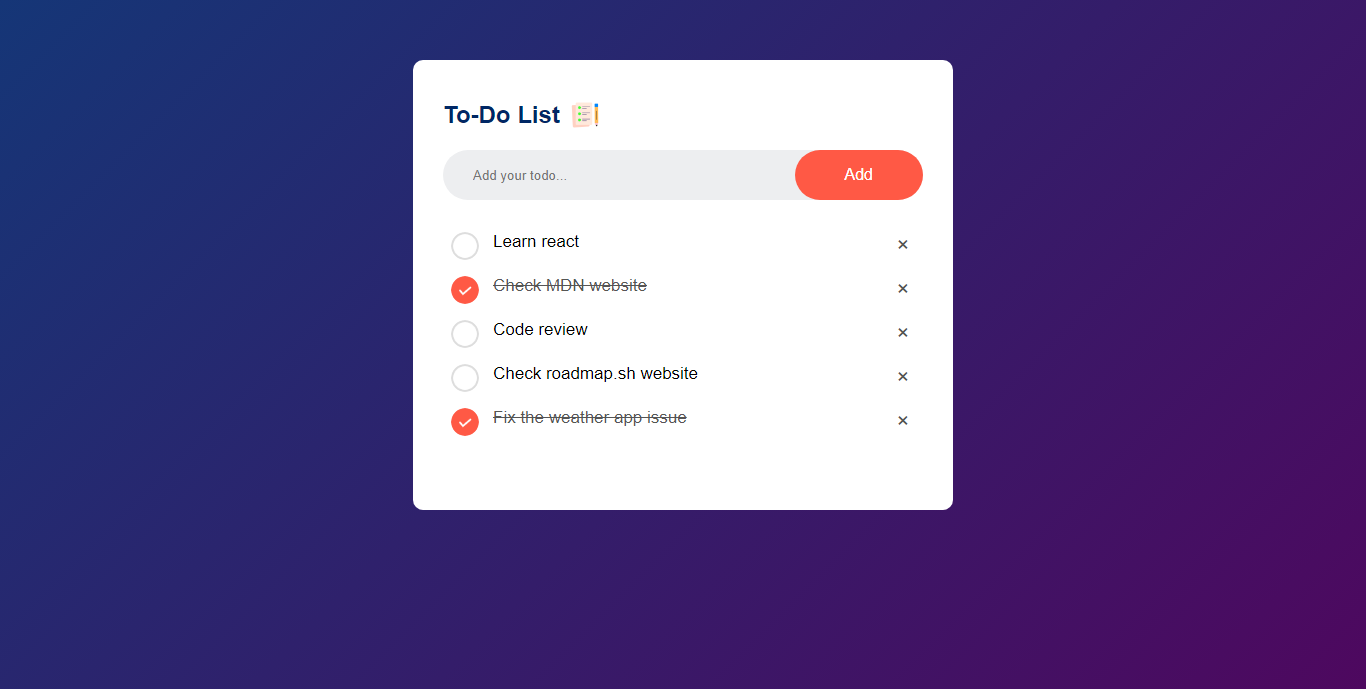 To-Do List
Add your todo...
Add
Learn react
Check MDN website
Code review
Check roadmap.sh website
Fix the weather app issue